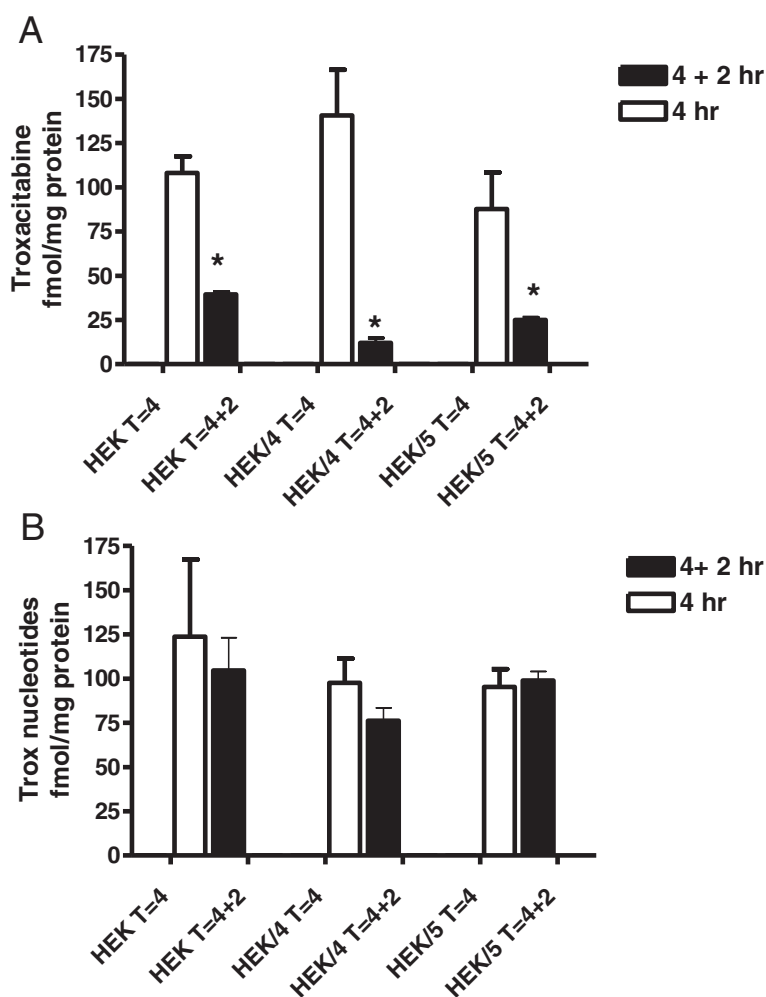 A
175
150
125
100
75
50
25
0
Troxacitabine
fmol/mg protein
*
*
*
4 + 2 hr
4 hr
HEK T=4
HEK T=4+2
HEK/4 T=4
HEK/4 T=4+2
HEK/5 T=4
HEK/5 T=4+2
B
175
150
125
100
75
50
25
0
Trox nucleotides
fmol/mg protein
4+ 2 hr
4 hr
HEK T=4
HEK T=4+2
HEK/4 T=4
HEK/4 T=4+2
HEK/5 T=4
HEK/5 T=4+2